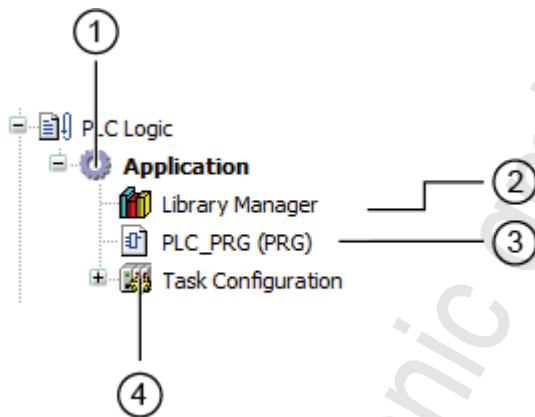 1
PLC Logic
Application
2
Library Manager
3
PLC_PRG (PRG)
Task Configuration
4